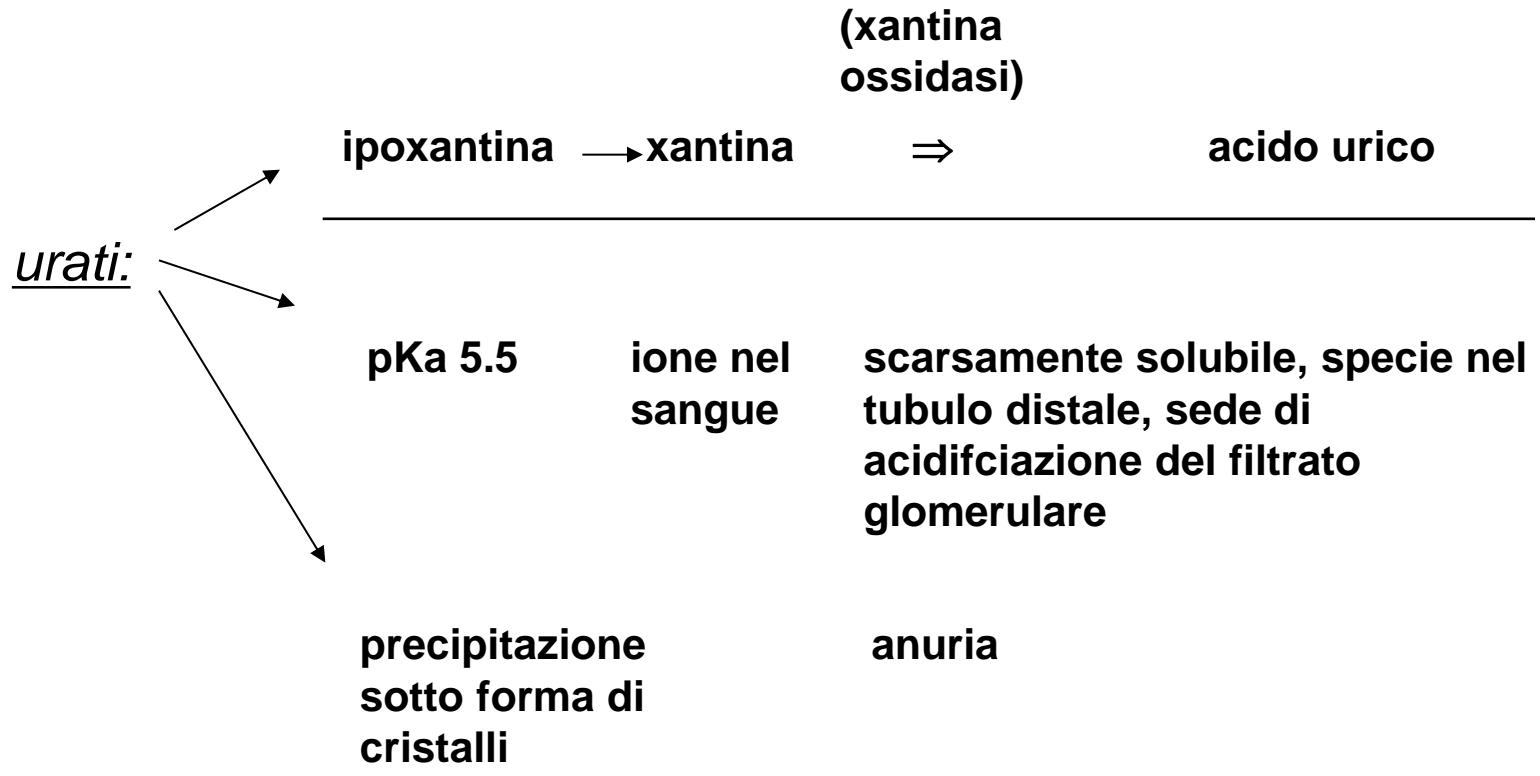 (xantina
ossidasi)
ipoxantina → xantina ⇒ acido urico
urati:
pKa 5.5 ione nel scarsamente solubile, specie nel
sangue tubulo distale, sede di
acidifciazione del filtrato
glomerulare
precipitazione anuria
sotto forma di
cristalli